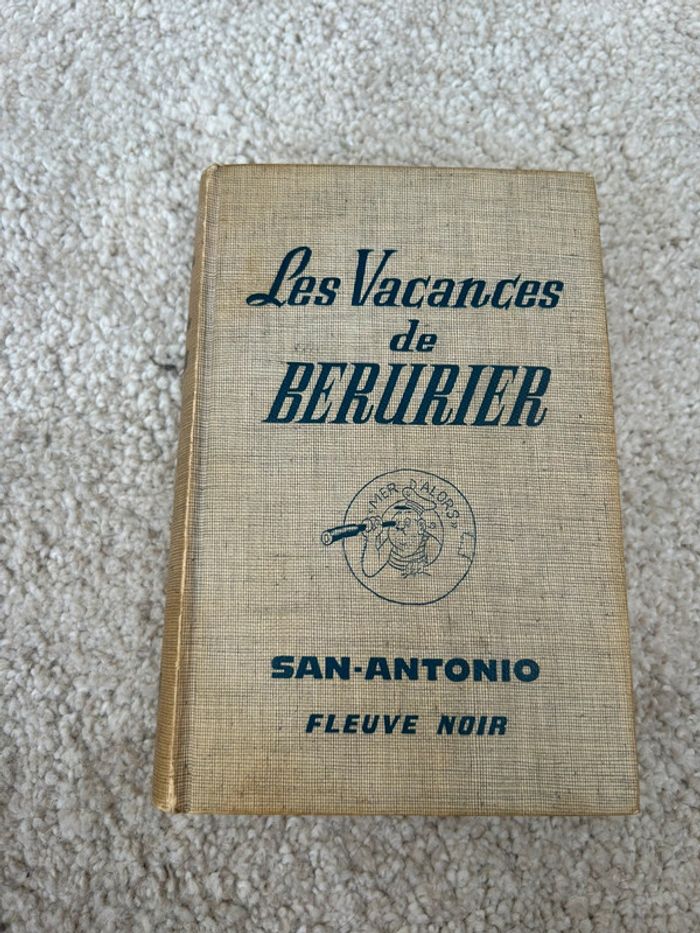 Les Vacances
de
BERURIER
"MER D'ALORS"
SAN-ANTONIO
FLEUVE NOIR